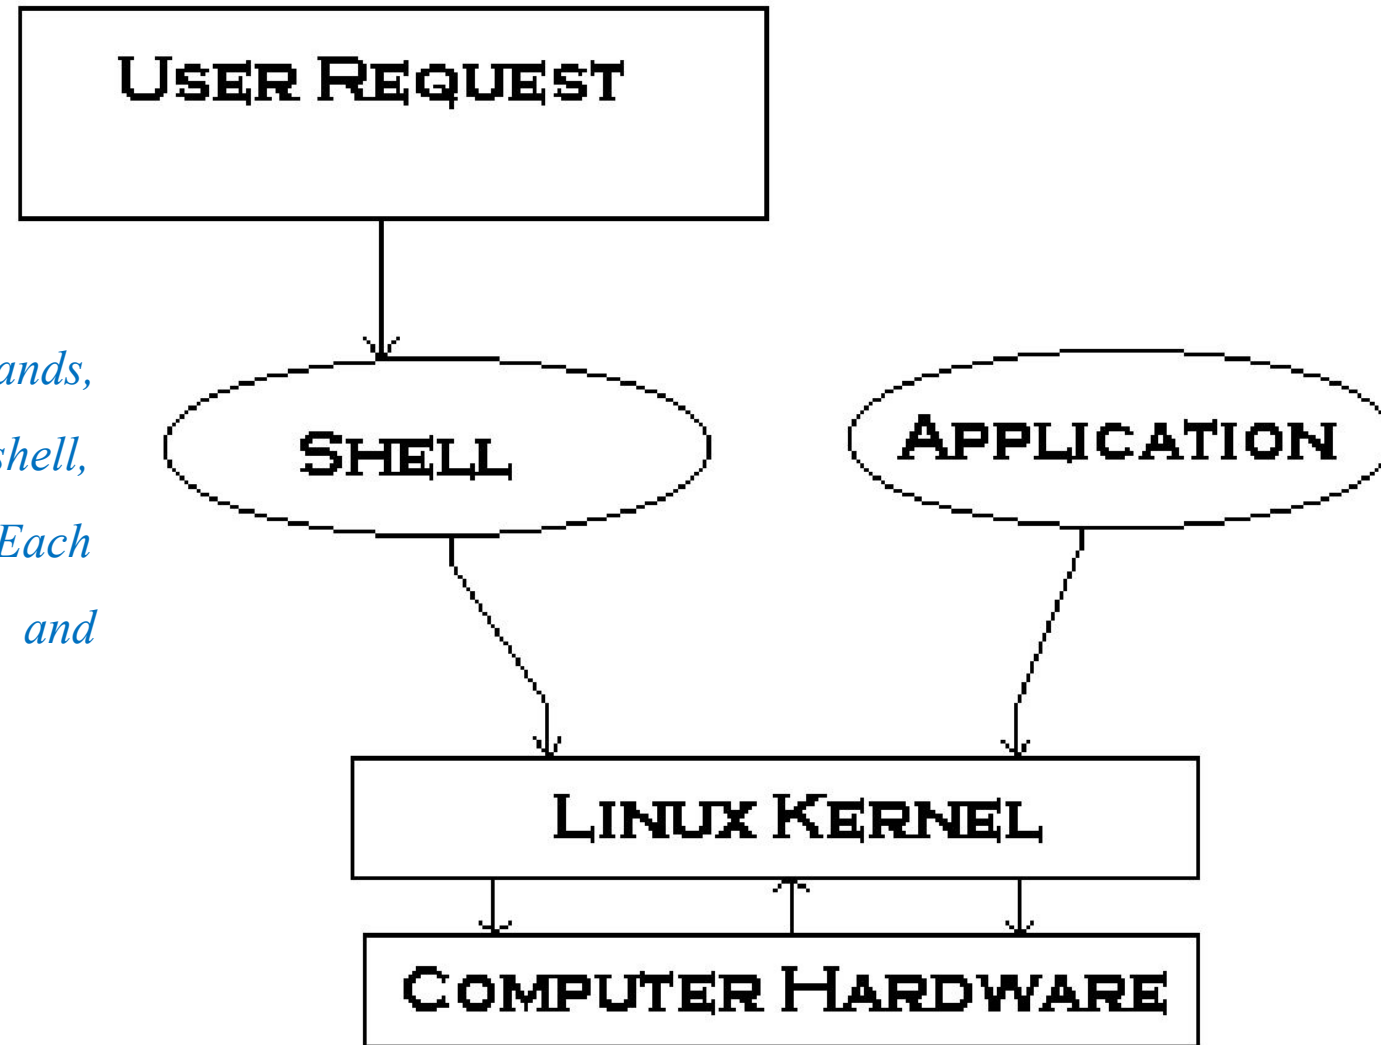 USER REQUEST
ands,
shell,
Each
and
SHELL
APPLICATION
LINUX KERNEL
COMPUTER HARDWARE